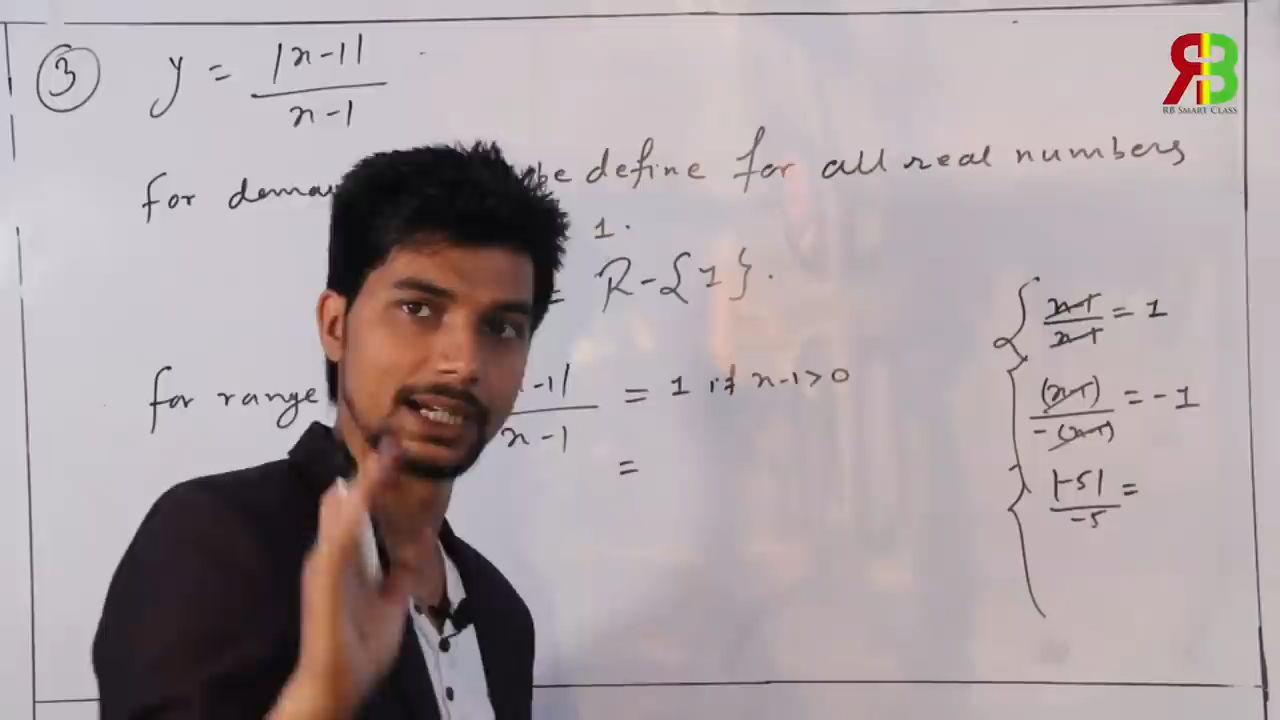 3 y = |x-1| / x-1
for be define for all real numbers
1.
= R-{1}.
for range -1| / x-1 = 1 if x-1>0
=
x-1 / x-1 = 1
(x-1) / -(x-1) = -1
|-5| / -5 =
RB SMART CLASS